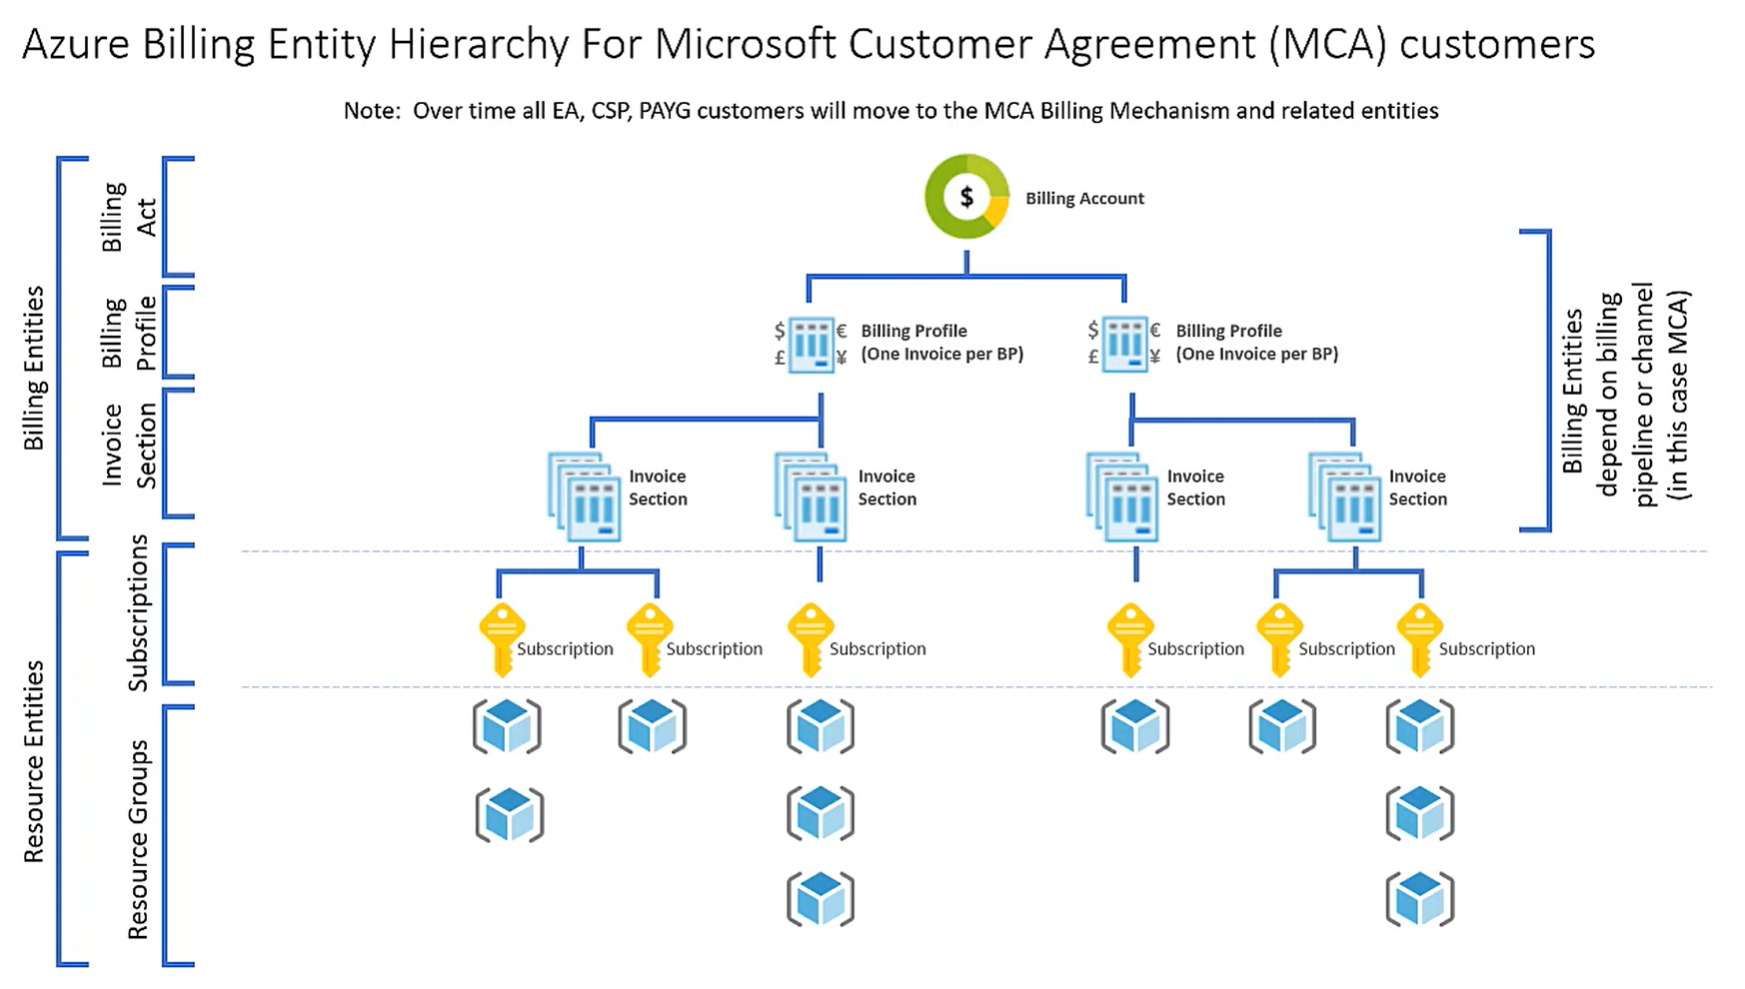 Azure Billing Entity Hierarchy For Microsoft Customer Agreement (MCA) customers
Note: Over time all EA, CSP, PAYG customers will move to the MCA Billing Mechanism and related entities
Billing Entities
Billing
Act
Billing
Profile
Invoice
Section
Resource Entities
Subscriptions
Resource Groups
$
Billing Account
$
€
£
¥
Billing Profile
(One Invoice per BP)
$
€
£
¥
Billing Profile
(One Invoice per BP)
Invoice
Section
Invoice
Section
Invoice
Section
Invoice
Section
Subscription
Subscription
Subscription
Subscription
Subscription
Subscription
Billing Entities
depend on billing
pipeline or channel
(in this case MCA)